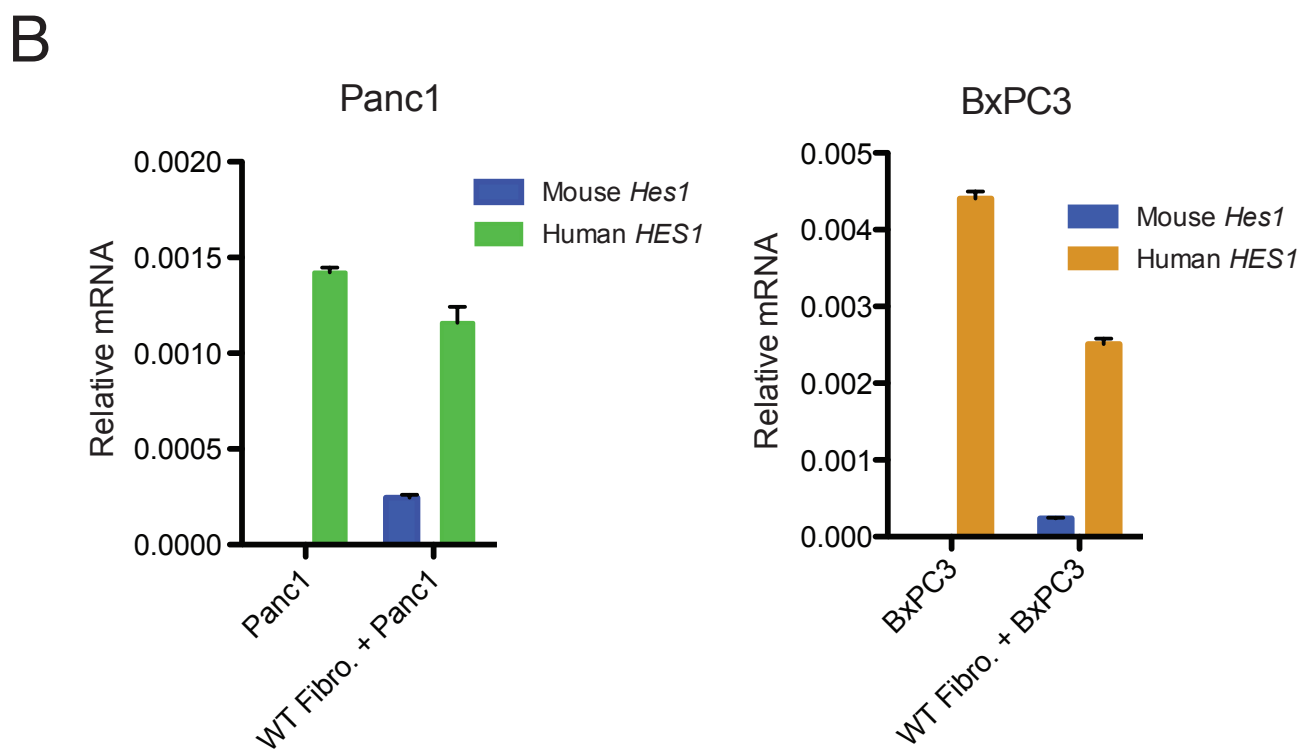 B
Panc1
0.0020
0.0015
0.0010
0.0005
0.0000
Relative mRNA
Mouse Hes1
Human HES1
Panc1
WT Fibro. + Panc1
BxPC3
0.005
0.004
0.003
0.002
0.001
0.000
Relative mRNA
Mouse Hes1
Human HES1
BxPC3
WT Fibro. + BxPC3